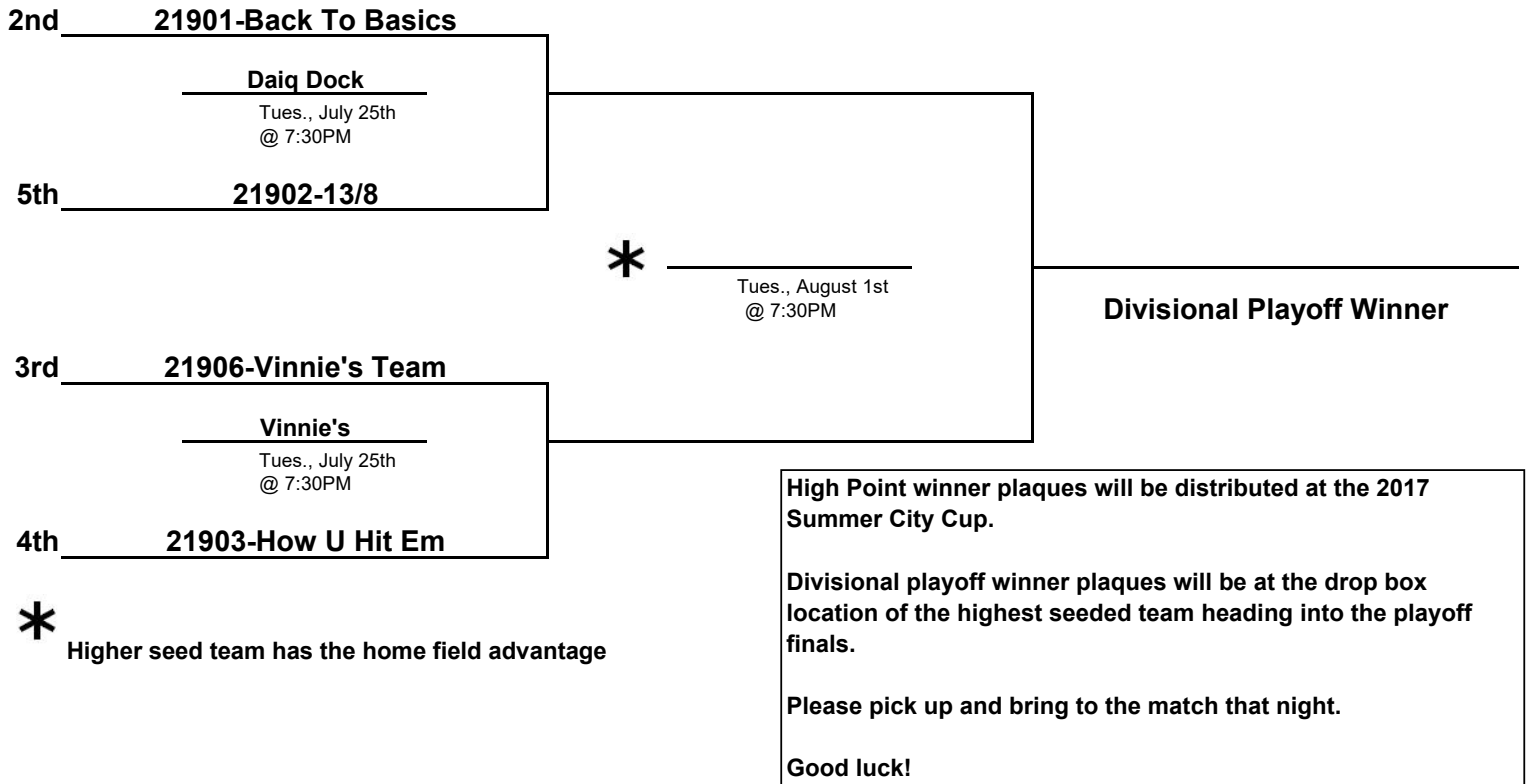 2nd 21901-Back To Basics
Daiq Dock
Tues., July 25th
@ 7:30PM
5th 21902-13/8
*
Tues., August 1st
@ 7:30PM
Divisional Playoff Winner
3rd 21906-Vinnie's Team
Vinnie's
Tues., July 25th
@ 7:30PM
4th 21903-How U Hit Em
* Higher seed team has the home field advantage
High Point winner plaques will be distributed at the 2017
Summer City Cup.
Divisional playoff winner plaques will be at the drop box
location of the highest seeded team heading into the playoff
finals.
Please pick up and bring to the match that night.
Good luck!